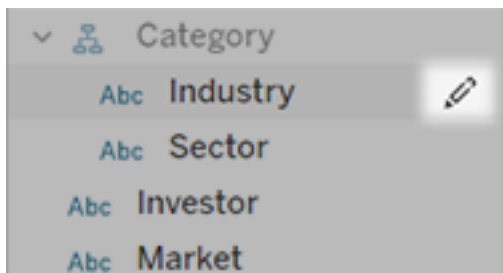 Category
Abc Industry
Abc Sector
Abc Investor
Abc Market